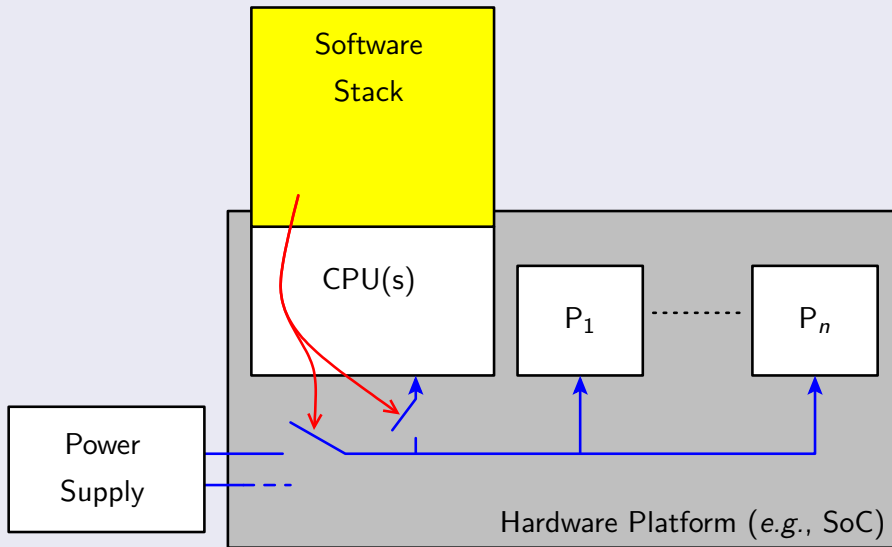 Software
Stack
CPU(s)
P₁
Pₙ
Power
Supply
Hardware Platform (e.g., SoC)